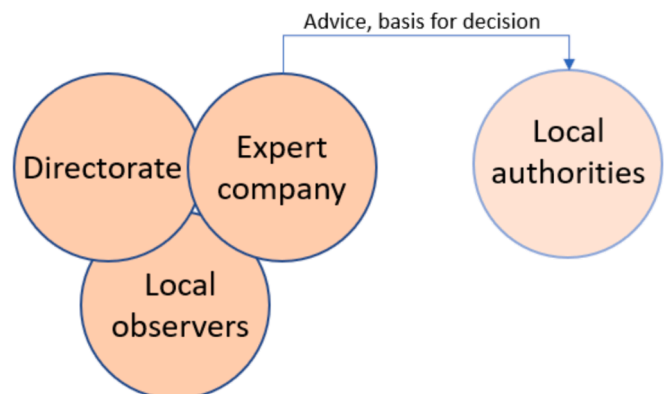 Advice, basis for decision
Directorate
Expert
company
Local
authorities
Local
observers